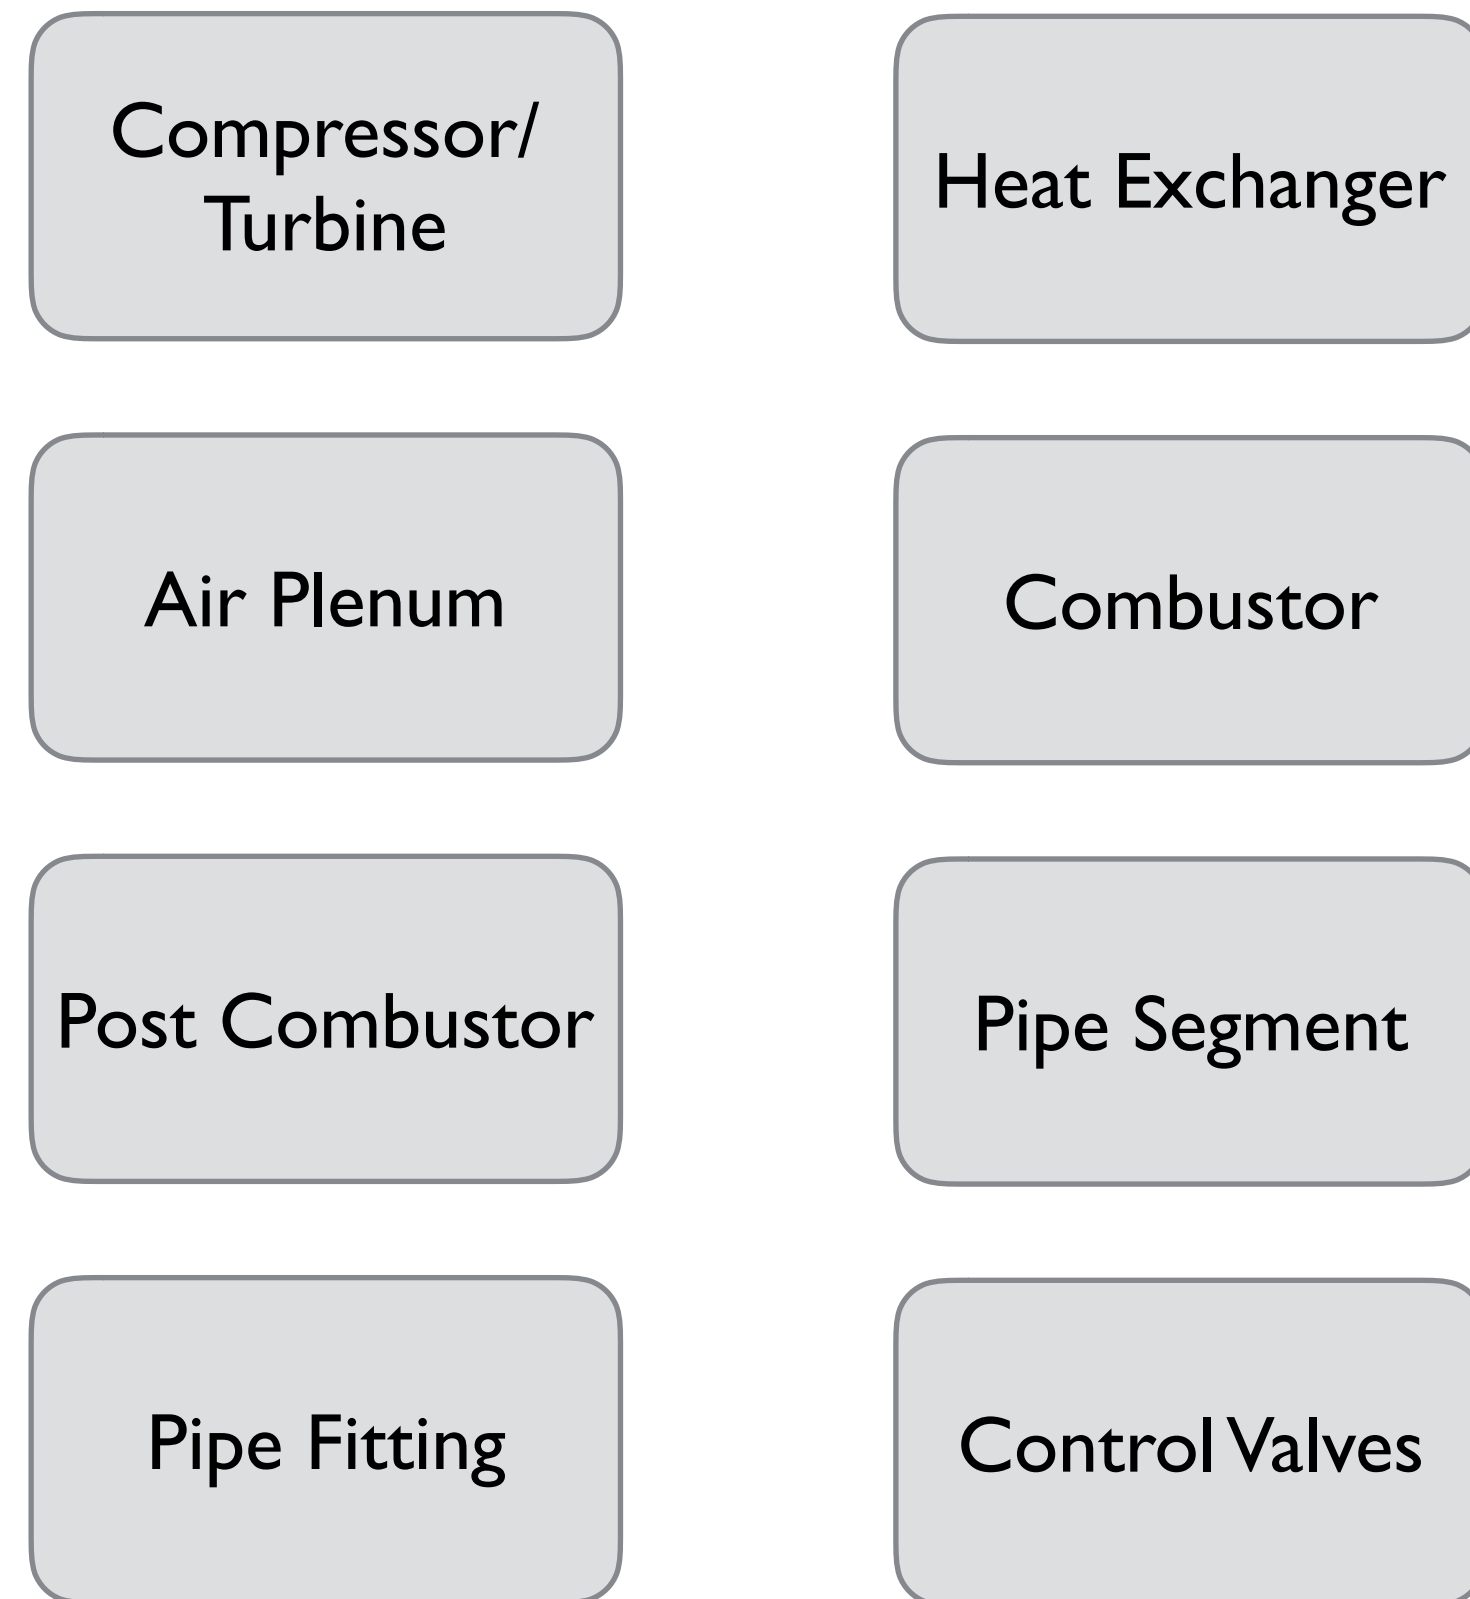 Compressor/
Turbine
Heat Exchanger
Air Plenum
Combustor
Post Combustor
Pipe Segment
Pipe Fitting
Control Valves